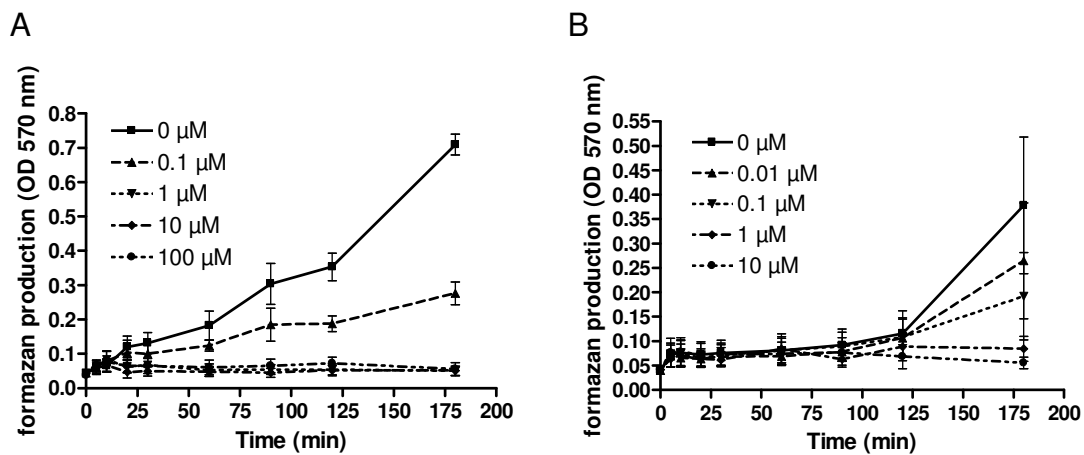 A
formazan production (OD 570 nm)
0.8
0.7
0.6
0.5
0.4
0.3
0.2
0.1
0.0
0 µM
0.1 µM
1 µM
10 µM
100 µM
0 25 50 75 100 125 150 175 200
Time (min)
B
formazan production (OD 570 nm)
0.55
0.50
0.45
0.40
0.35
0.30
0.25
0.20
0.15
0.10
0.05
0.00
0 µM
0.01 µM
0.1 µM
1 µM
10 µM
0 25 50 75 100 125 150 175 200
Time (min)